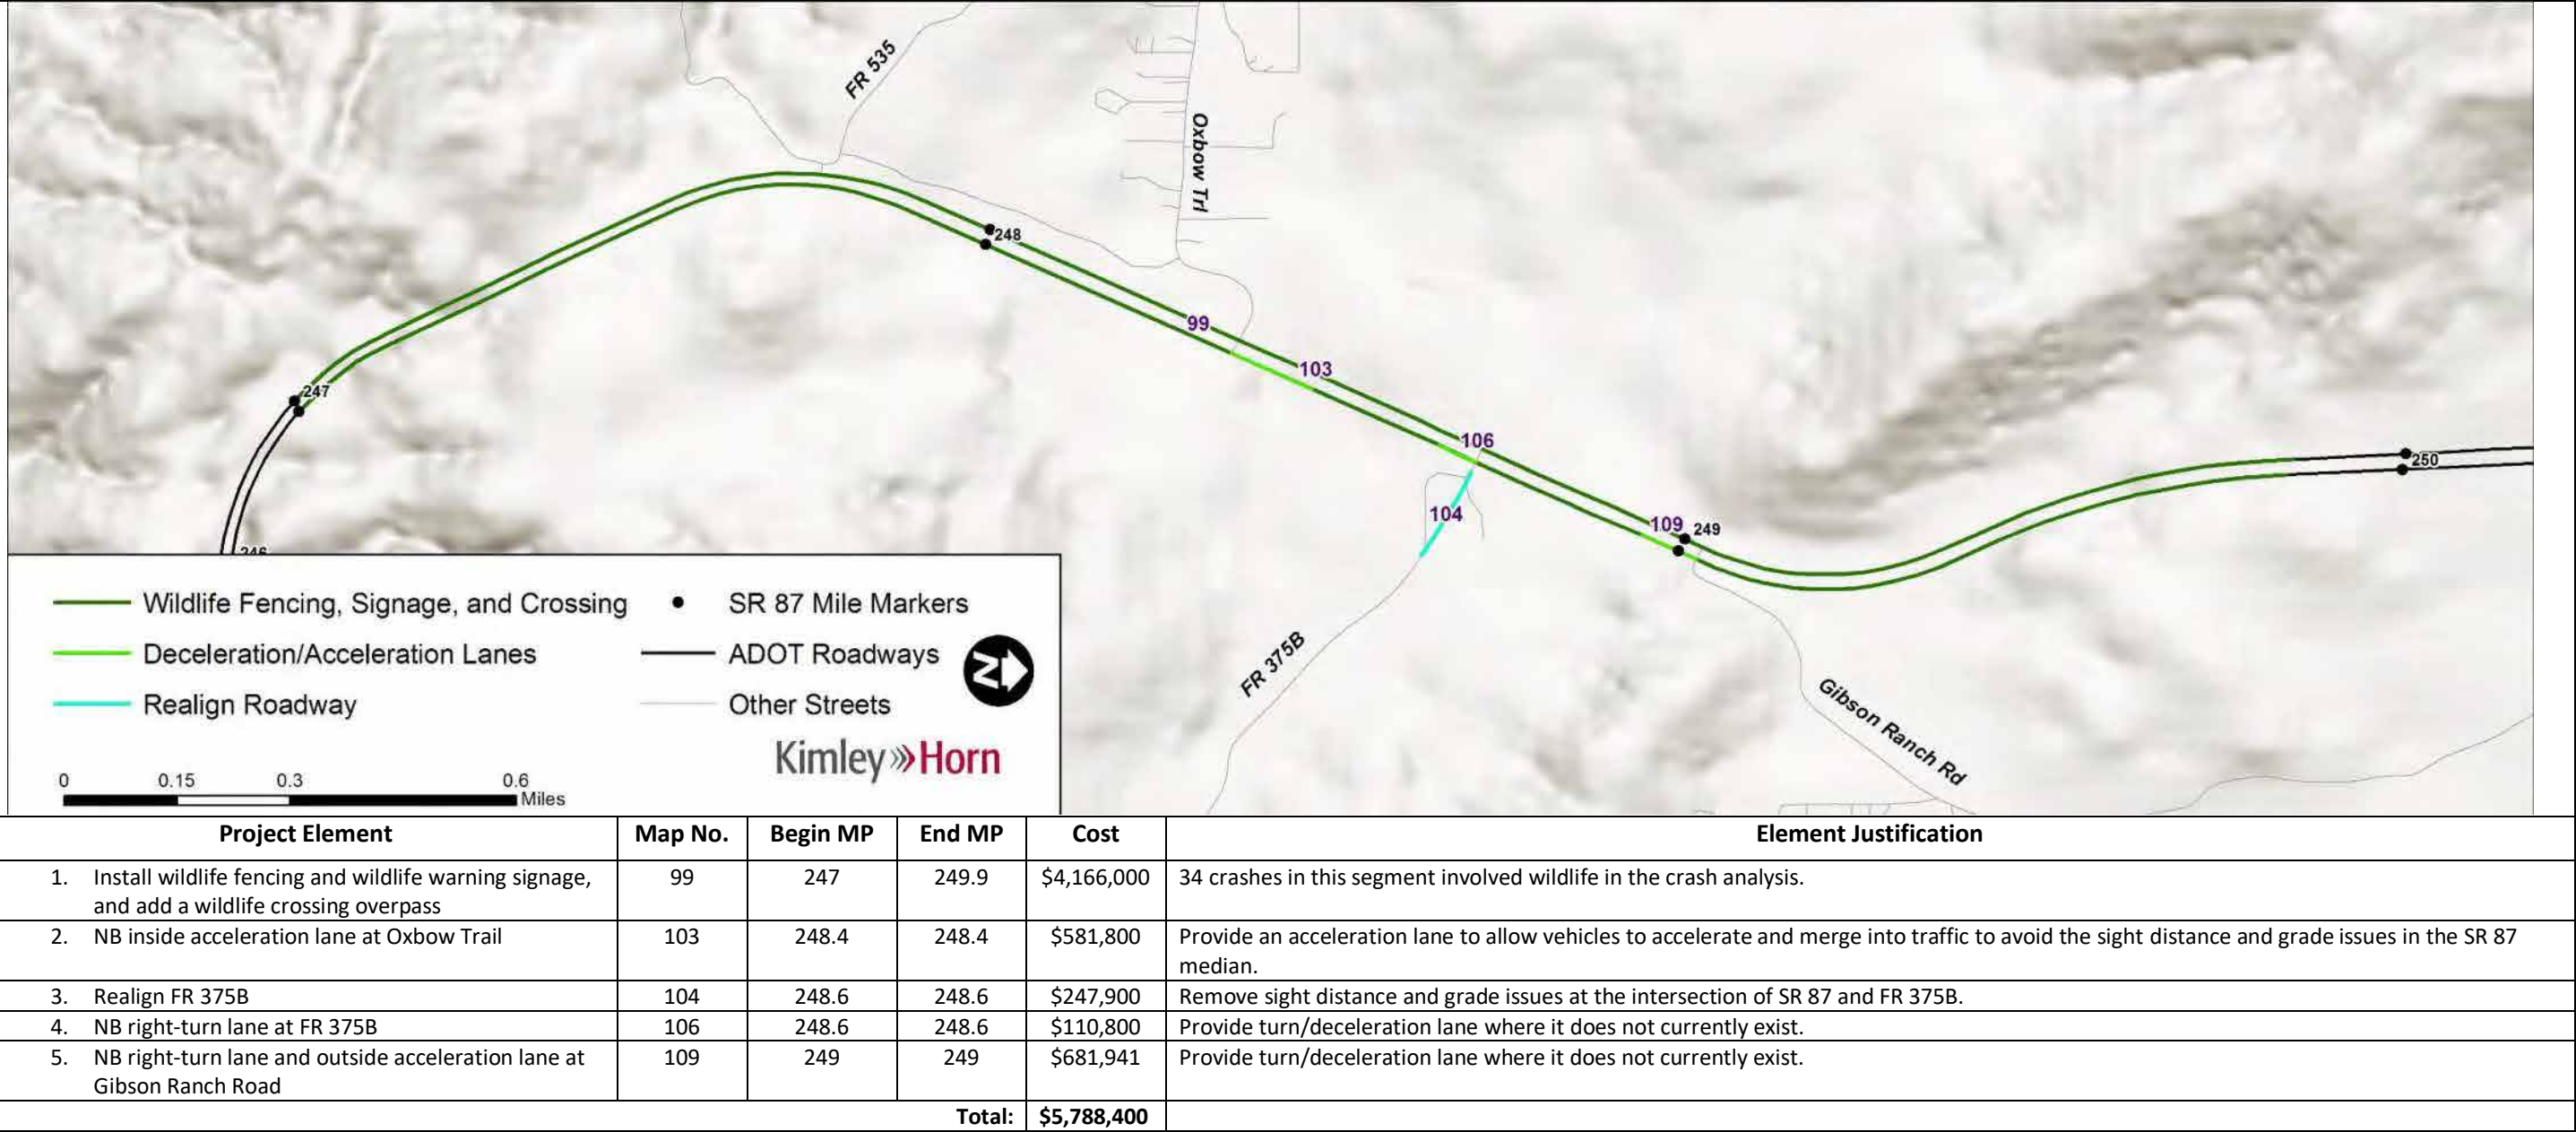 FR 535
Oxbow Trl
248
99
103
247
106
250
104
109
249
246
FR 375B
Gibson Ranch Rd
Wildlife Fencing, Signage, and Crossing
SR 87 Mile Markers
Deceleration/Acceleration Lanes
ADOT Roadways
N
Realign Roadway
Other Streets
Kimley»Horn
0 0.15 0.3 0.6
Miles
Project Element Map No. Begin MP End MP Cost Element Justification
1. Install wildlife fencing and wildlife warning signage, 99 247 249.9 $4,166,000 34 crashes in this segment involved wildlife in the crash analysis.
and add a wildlife crossing overpass
2. NB inside acceleration lane at Oxbow Trail 103 248.4 248.4 $581,800 Provide an acceleration lane to allow vehicles to accelerate and merge into traffic to avoid the sight distance and grade issues in the SR 87
median.
3. Realign FR 375B 104 248.6 248.6 $247,900 Remove sight distance and grade issues at the intersection of SR 87 and FR 375B.
4. NB right-turn lane at FR 375B 106 248.6 248.6 $110,800 Provide turn/deceleration lane where it does not currently exist.
5. NB right-turn lane and outside acceleration lane at 109 249 249 $681,941 Provide turn/deceleration lane where it does not currently exist.
Gibson Ranch Road
Total: $5,788,400